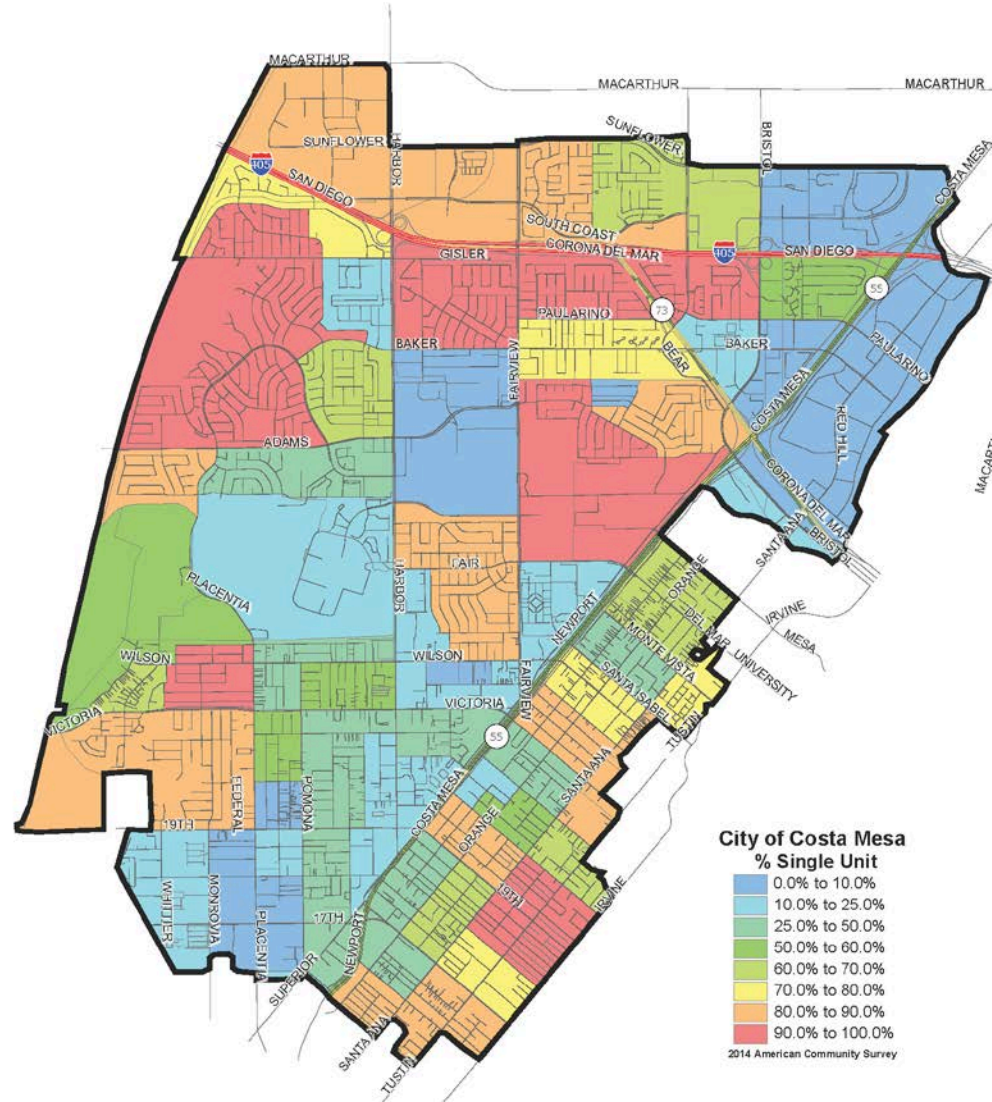 MACARTHUR
MACARTHUR
MACARTHUR
SUNFLOWER
SUNFLOWER
HARBOR
BRISTOL
COSTA MESA
405
SAN DIEGO
SOUTH COAST
CORONA DEL MAR
GISLER
405
SAN DIEGO
55
73
PAULARINO
PAULARINO
BAKER
FAIRVIEW
BEAR
BAKER
COSTA MESA
RED HILL
ADAMS
CORONA DEL MAR
BRISTOL
SANTA ANA
PLACENTIA
HARBOR
FAIR
NEWPORT
ORANGE
IRVINE
DEL MAR
MESA
MONTE VISTA
UNIVERSITY
WILSON
WILSON
FAIRVIEW
SANTA ISABEL
TUSTIN
VICTORIA
VICTORIA
55
SANTA ANA
FEDERAL
POMONA
COSTA MESA
ORANGE
19TH
19TH
IRVINE
WHITTIER
MONROVIA
PLACENTIA
17TH
NEWPORT
SUPERIOR
SANTA ANA
TUSTIN
City of Costa Mesa
% Single Unit
0.0% to 10.0%
10.0% to 25.0%
25.0% to 50.0%
50.0% to 60.0%
60.0% to 70.0%
70.0% to 80.0%
80.0% to 90.0%
90.0% to 100.0%
2014 American Community Survey